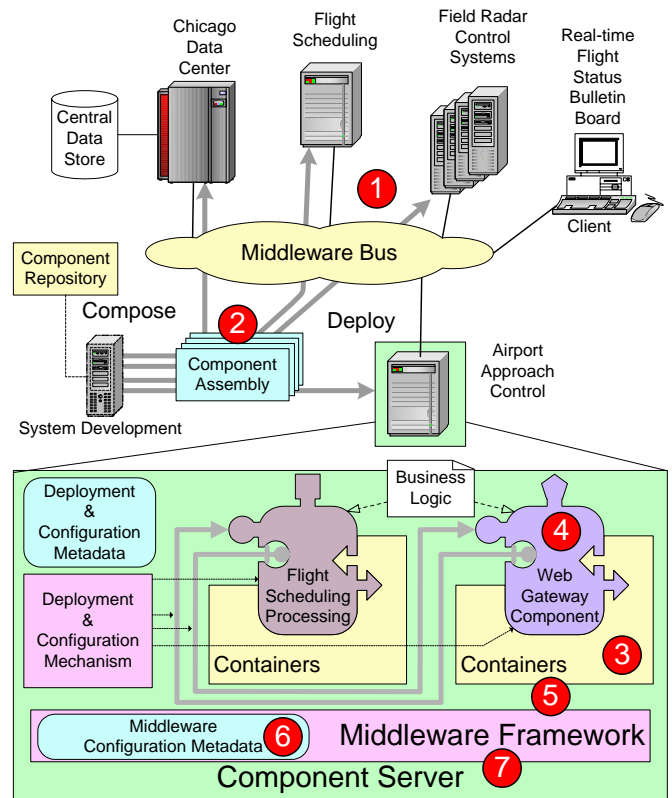 Chicago
Data
Center
Flight
Scheduling
Field Radar
Control
Systems
Real-time
Flight
Status
Bulletin
Board
Central
Data
Store
1
Client
Middleware Bus
Component
Repository
Compose
2
Deploy
Component
Assembly
Airport
Approach
Control
System Development
Deployment
&
Configuration
Metadata
Business
Logic
4
Deployment
&
Configuration
Mechanism
Flight
Scheduling
Processing
Web
Gateway
Component
Containers
Containers
3
5
Middleware
Configuration Metadata
6
Middleware Framework
7
Component Server